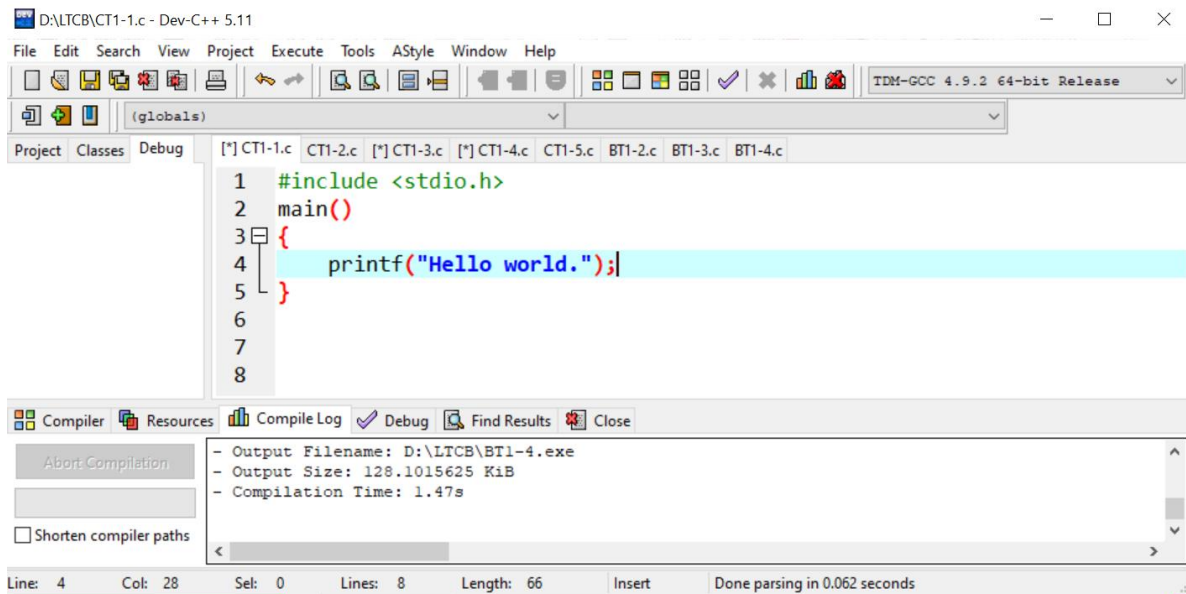 D:\LTCB\CT1-1.c - Dev-C++ 5.11
File Edit Search View Project Execute Tools AStyle Window Help
TDM-GCC 4.9.2 64-bit Release
(globals)
Project Classes Debug [*] CT1-1.c CT1-2.c [*] CT1-3.c [*] CT1-4.c CT1-5.c BT1-2.c BT1-3.c BT1-4.c
1 #include <stdio.h>
2 main()
3 {
4 printf("Hello world.");
5 }
6
7
8
Compiler Resources Compile Log Debug Find Results Close
Abort Compilation
Shorten compiler paths
- Output Filename: D:\LTCB\BT1-4.exe
- Output Size: 128.1015625 KiB
- Compilation Time: 1.47s
Line: 4 Col: 28 Sel: 0 Lines: 8 Length: 66 Insert Done parsing in 0.062 seconds